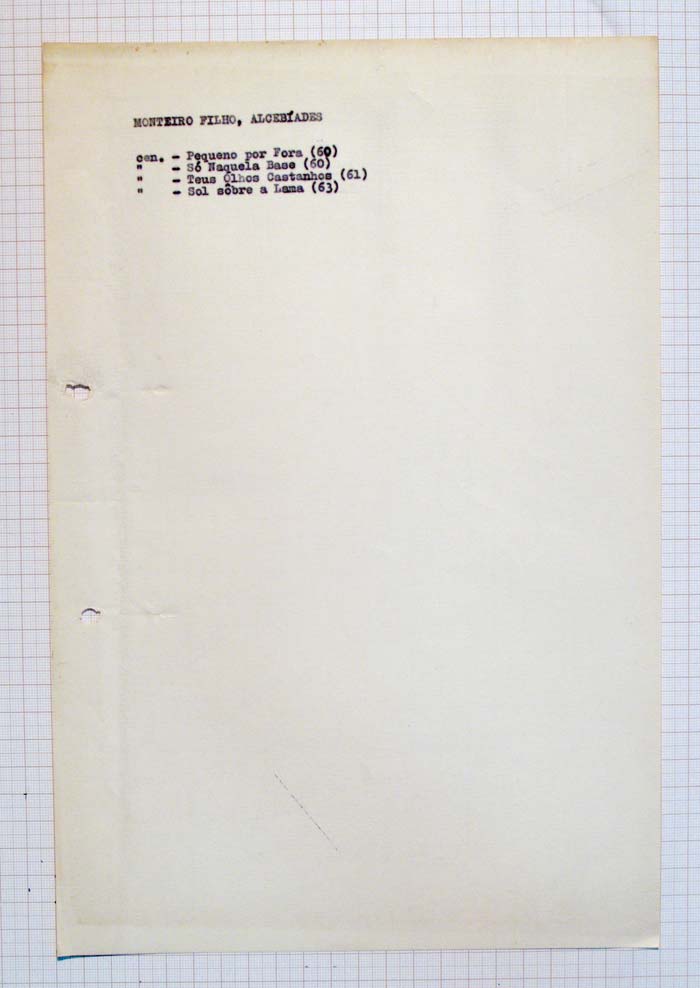 MONTEIRO FILHO, ALCEBÍADES
cen. - Pequeno por Fora (60)
" - Só Naquela Base (60)
" - Teus Ôlhos Castanhos (61)
" - Sol sôbre a Lama (63)